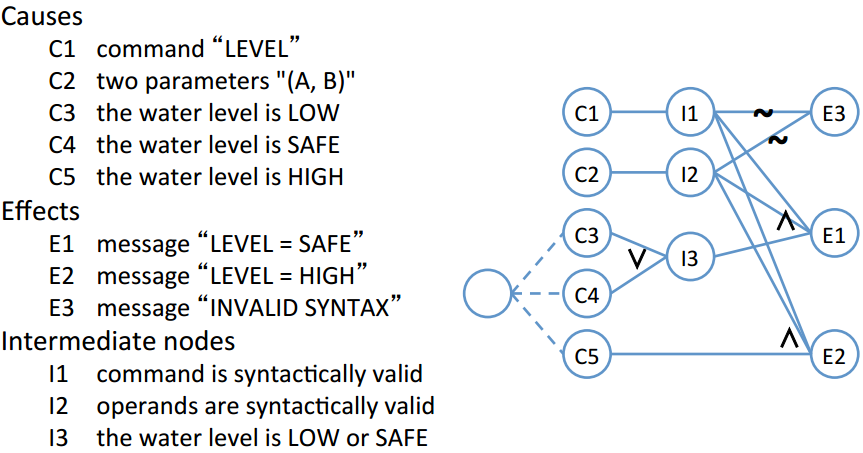 Causes
C1 command “LEVEL”
C2 two parameters "(A, B)"
C3 the water level is LOW
C4 the water level is SAFE
C5 the water level is HIGH
Effects
E1 message “LEVEL = SAFE”
E2 message “LEVEL = HIGH”
E3 message “INVALID SYNTAX”
Intermediate nodes
I1 command is syntactically valid
I2 operands are syntactically valid
I3 the water level is LOW or SAFE
C1 I1 ~ E3
~
C2 I2
C3 ∧ E1
∨ I3
C4
C5 ∧ E2